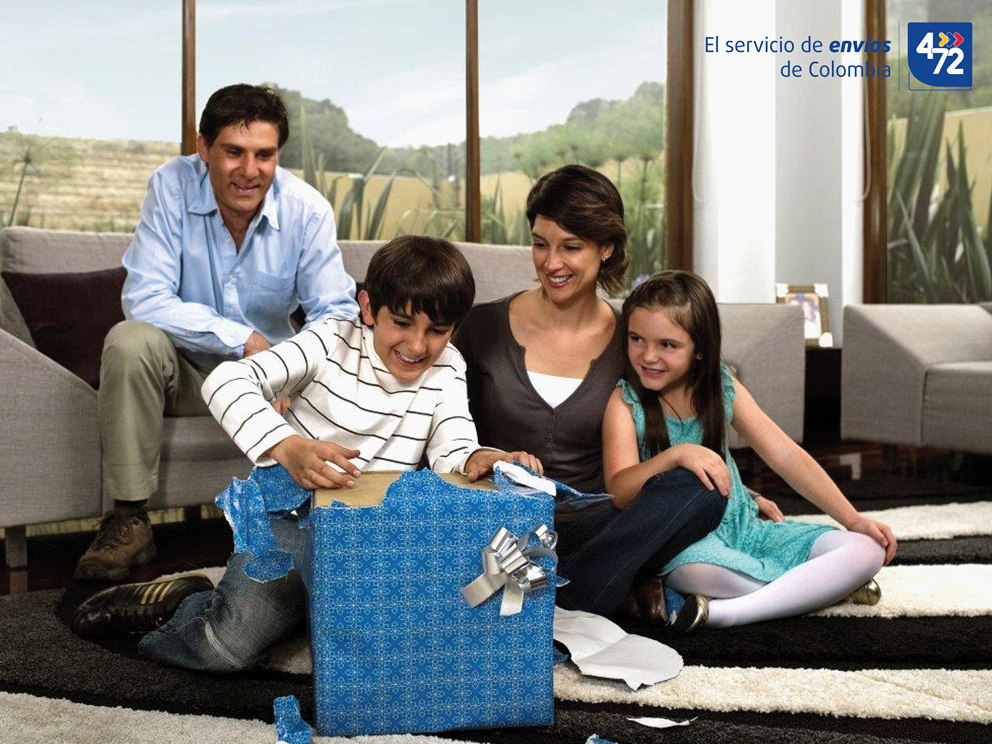 El servicio de envíos
de Colombia
4-72